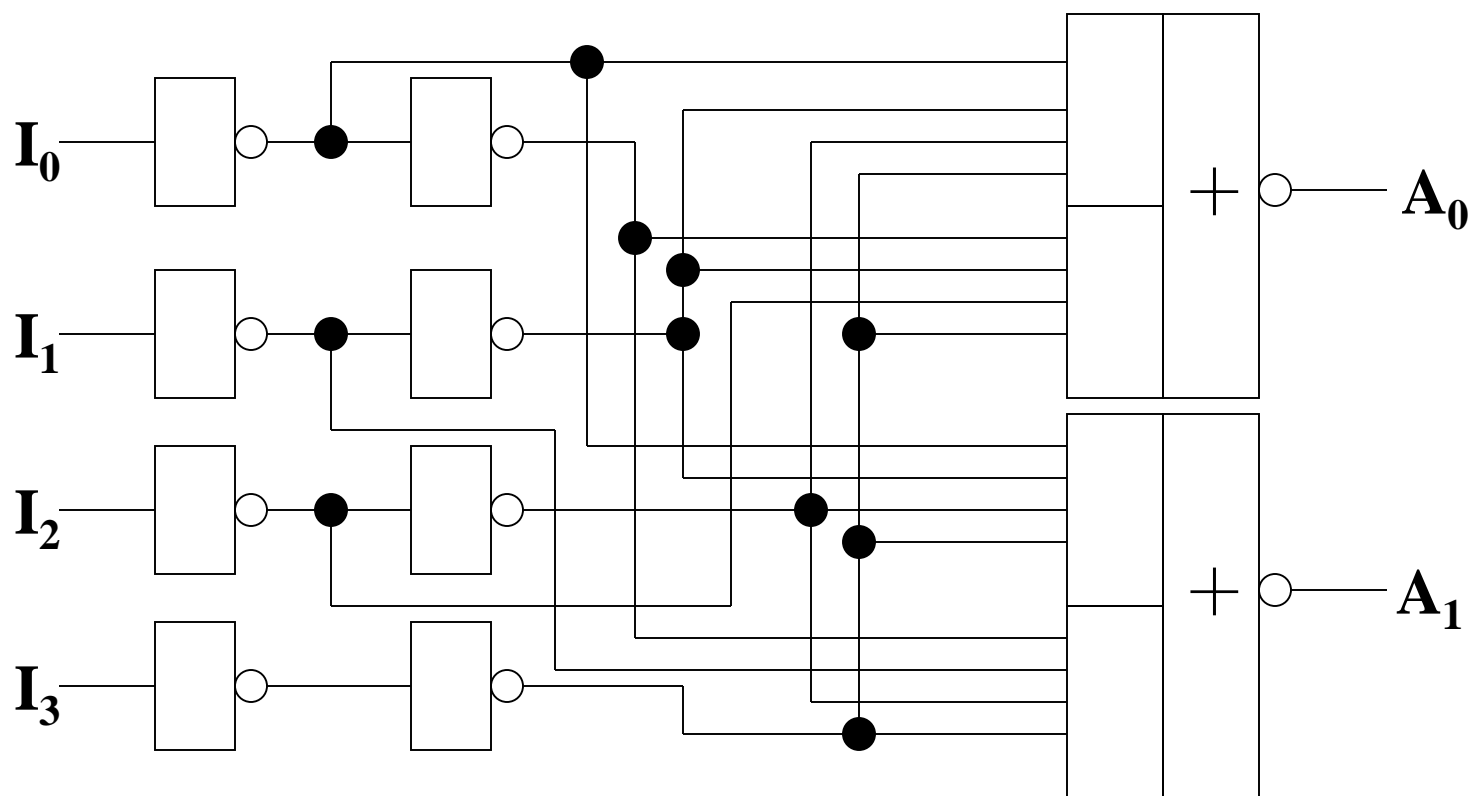 I₀
+
A₀
I₁
I₂
+
A₁
I₃